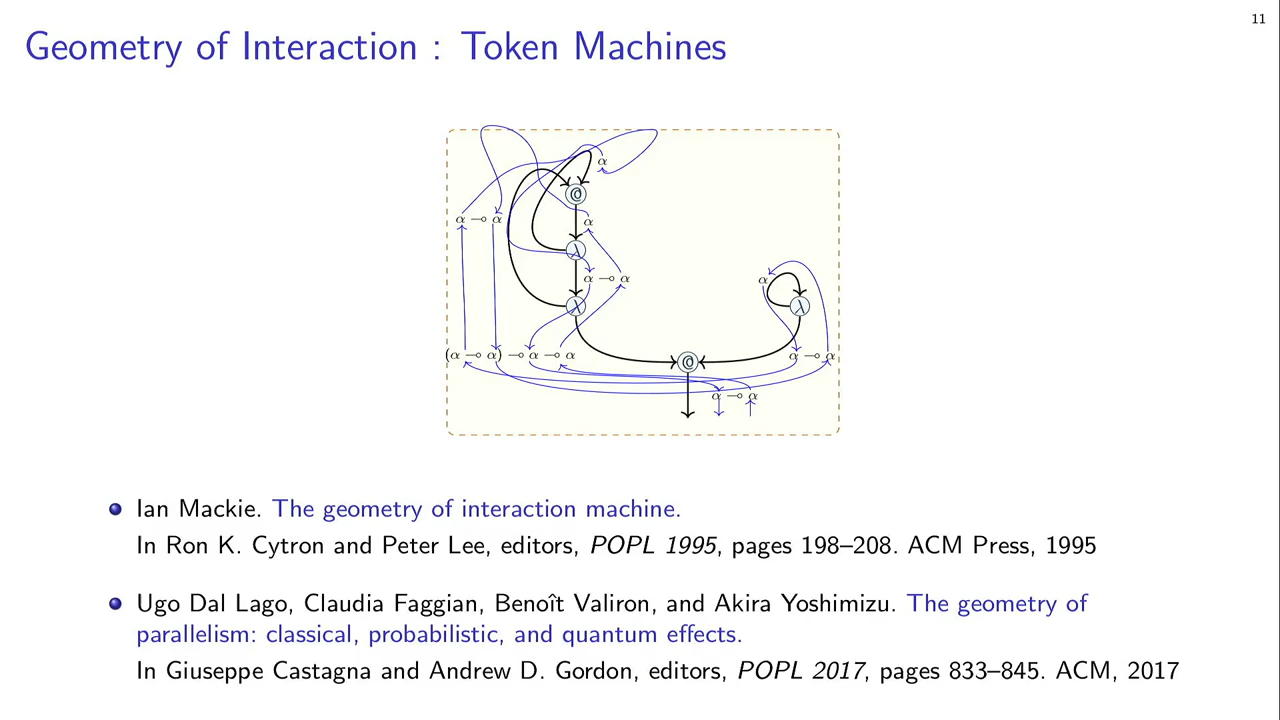 11
Geometry of Interaction : Token Machines
α
@
α ⊸ α
α
λ
α ⊸ α
α
λ
λ
(α ⊸ α) ⊸ α ⊸ α
@
α ⊸ α
α ⊸ α
Ian Mackie. The geometry of interaction machine.
In Ron K. Cytron and Peter Lee, editors, POPL 1995, pages 198–208. ACM Press, 1995
Ugo Dal Lago, Claudia Faggian, Benoît Valiron, and Akira Yoshimizu. The geometry of
parallelism: classical, probabilistic, and quantum effects.
In Giuseppe Castagna and Andrew D. Gordon, editors, POPL 2017, pages 833–845. ACM, 2017